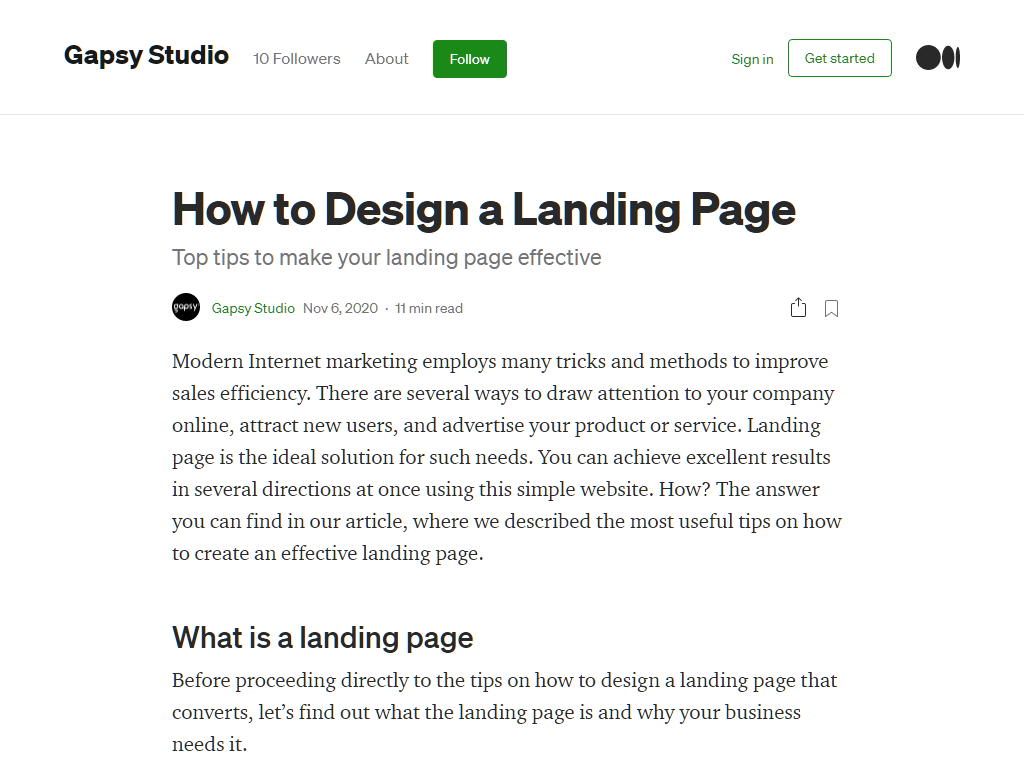 Gapsy Studio 10 Followers About Follow Sign in Get started
How to Design a Landing Page
Top tips to make your landing page effective
gapsy Gapsy Studio Nov 6, 2020 · 11 min read
Modern Internet marketing employs many tricks and methods to improve
sales efficiency. There are several ways to draw attention to your company
online, attract new users, and advertise your product or service. Landing
page is the ideal solution for such needs. You can achieve excellent results
in several directions at once using this simple website. How? The answer
you can find in our article, where we described the most useful tips on how
to create an effective landing page.
What is a landing page
Before proceeding directly to the tips on how to design a landing page that
converts, let’s find out what the landing page is and why your business
needs it.